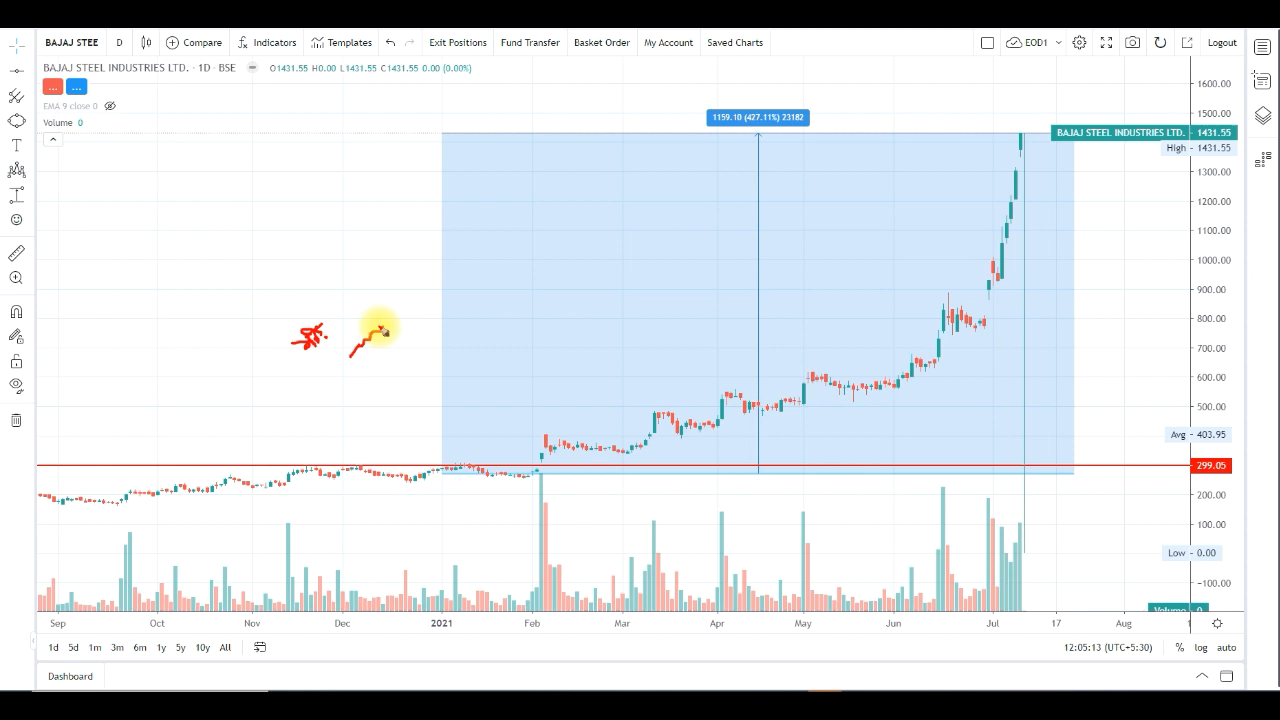 BAJAJ STEE D Compare Indicators Templates Exit Positions Fund Transfer Basket Order My Account Saved Charts EOD1 Logout
BAJAJ STEEL INDUSTRIES LTD. · 1D · BSE O1431.55 H0.00 L1431.55 C1431.55 0.00 (0.00%)
... ...
EMA 9 close 0
Volume 0
1159.10 (427.11%) 23182
1600.00
1500.00
BAJAJ STEEL INDUSTRIES LTD. 1431.55
High - 1431.55
1300.00
1200.00
1100.00
1000.00
900.00
800.00
700.00
600.00
500.00
Avg - 403.95
299.05
200.00
100.00
Low - 0.00
-100.00
Volume 0
Sep Oct Nov Dec 2021 Feb Mar Apr May Jun Jul 17 Aug
1d 5d 1m 3m 6m 1y 5y 10y All 12:05:13 (UTC+5:30) % log auto
Dashboard